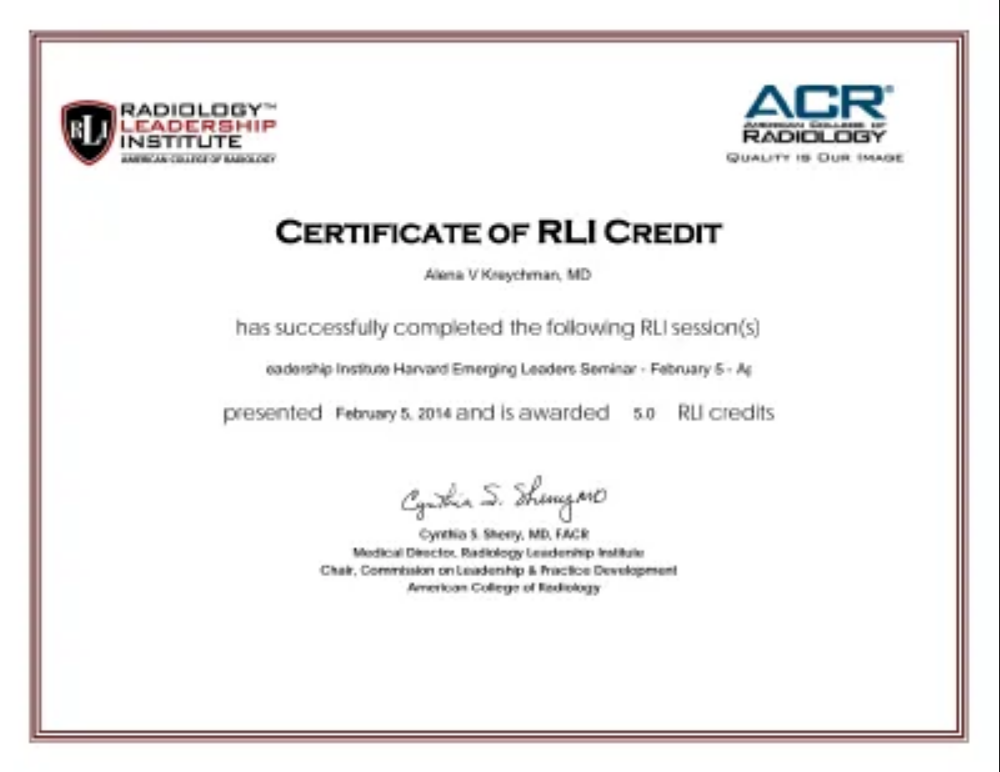 RLI
RADIOLOGY™
LEADERSHIP
INSTITUTE
AMERICAN COLLEGE OF RADIOLOGY
ACR®
AMERICAN COLLEGE OF
RADIOLOGY
QUALITY IS OUR IMAGE
CERTIFICATE OF RLI CREDIT
Alena V Kreychman, MD
has successfully completed the following RLI session(s)
eadership Institute Harvard Emerging Leaders Seminar - February 5 - Ap
presented February 5, 2014 and is awarded 5.0 RLI credits
Cynthia S. Sherry, MD
Cynthia S. Sherry, MD, FACR
Medical Director, Radiology Leadership Institute
Chair, Commission on Leadership & Practice Development
American College of Radiology